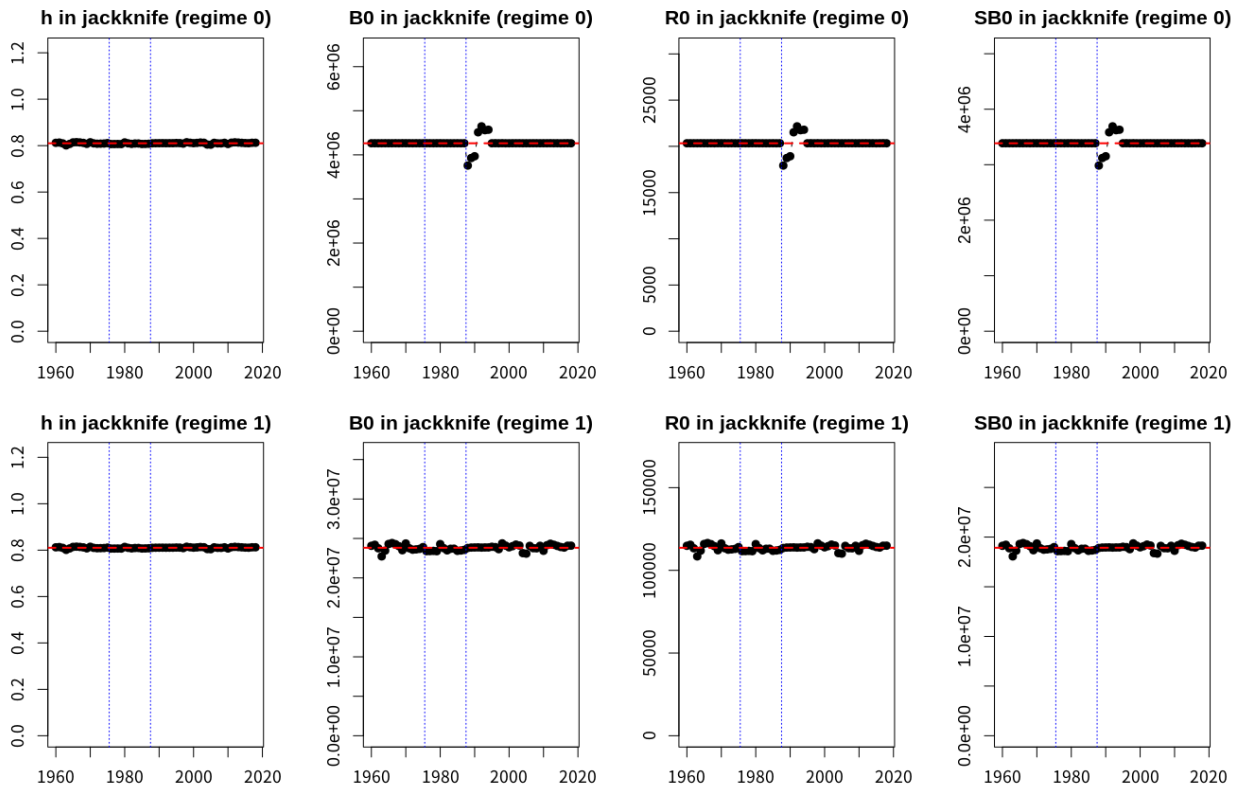 h in jackknife (regime 0)
0.0 0.2 0.4 0.6 0.8 1.0 1.2
1960 1980 2000 2020
B0 in jackknife (regime 0)
0e+00 2e+06 4e+06 6e+06
1960 1980 2000 2020
R0 in jackknife (regime 0)
0 5000 15000 25000
1960 1980 2000 2020
SB0 in jackknife (regime 0)
0e+00 2e+06 4e+06
1960 1980 2000 2020
h in jackknife (regime 1)
0.0 0.2 0.4 0.6 0.8 1.0 1.2
1960 1980 2000 2020
B0 in jackknife (regime 1)
0.0e+00 1.0e+07 2.0e+07 3.0e+07
1960 1980 2000 2020
R0 in jackknife (regime 1)
0 50000 100000 150000
1960 1980 2000 2020
SB0 in jackknife (regime 1)
0.0e+00 1.0e+07 2.0e+07
1960 1980 2000 2020